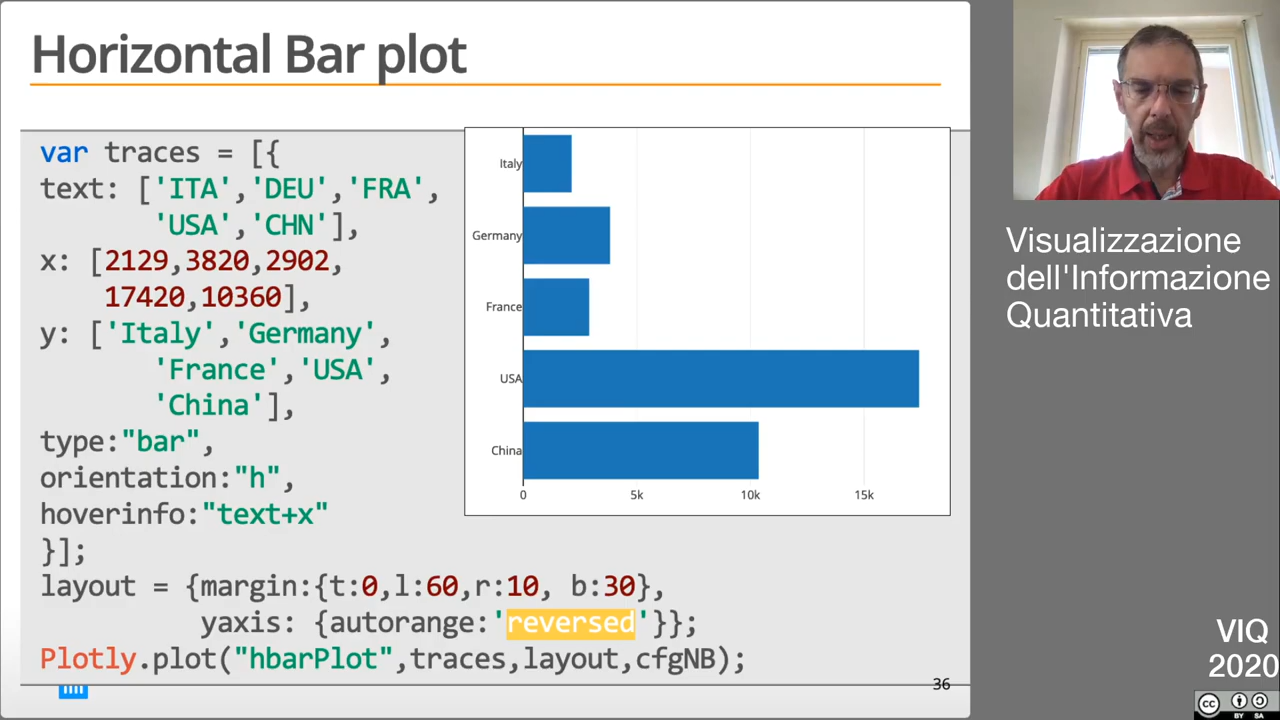 Horizontal Bar plot
var traces = [{
text: ['ITA','DEU','FRA',
'USA','CHN'],
x: [2129,3820,2902,
17420,10360],
y: ['Italy','Germany',
'France','USA',
'China'],
type:"bar",
orientation:"h",
hoverinfo:"text+x"
}];
layout = {margin:{t:0,l:60,r:10, b:30},
yaxis: {autorange:'reversed'}};
Plotly.plot("hbarPlot",traces,layout,cfgNB);
Italy
Germany
France
USA
China
0 5k 10k 15k
36
Visualizzazione
dell'Informazione
Quantitativa
VIQ
2020
cc
BY SA